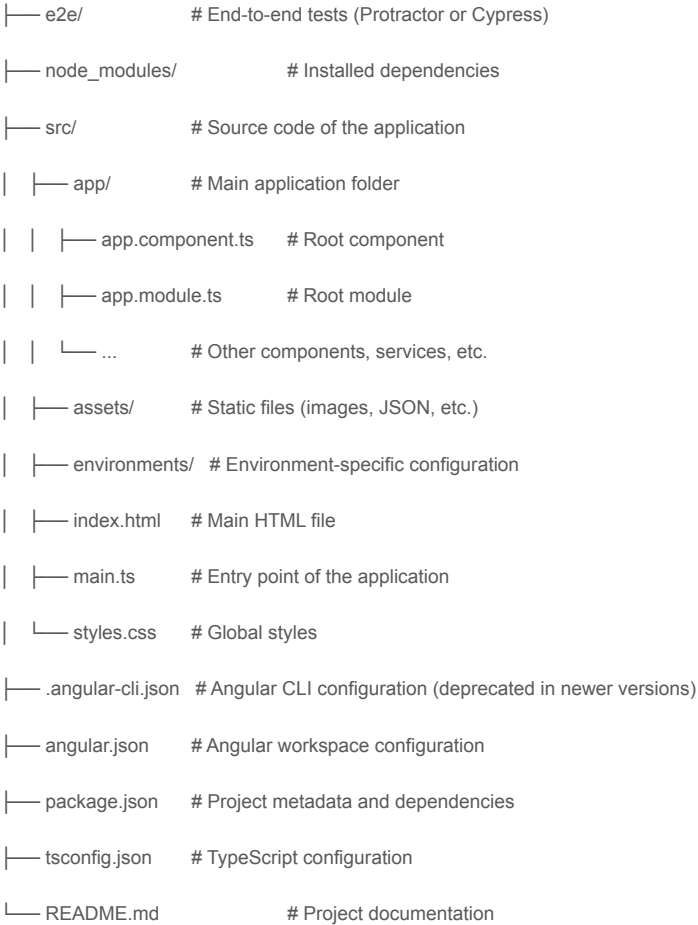 ├── e2e/ # End-to-end tests (Protractor or Cypress)
├── node_modules/ # Installed dependencies
├── src/ # Source code of the application
│ ├── app/ # Main application folder
│ │ ├── app.component.ts # Root component
│ │ ├── app.module.ts # Root module
│ │ └── ... # Other components, services, etc.
│ ├── assets/ # Static files (images, JSON, etc.)
│ ├── environments/ # Environment-specific configuration
│ ├── index.html # Main HTML file
│ ├── main.ts # Entry point of the application
│ └── styles.css # Global styles
├── .angular-cli.json # Angular CLI configuration (deprecated in newer versions)
├── angular.json # Angular workspace configuration
├── package.json # Project metadata and dependencies
├── tsconfig.json # TypeScript configuration
└── README.md # Project documentation